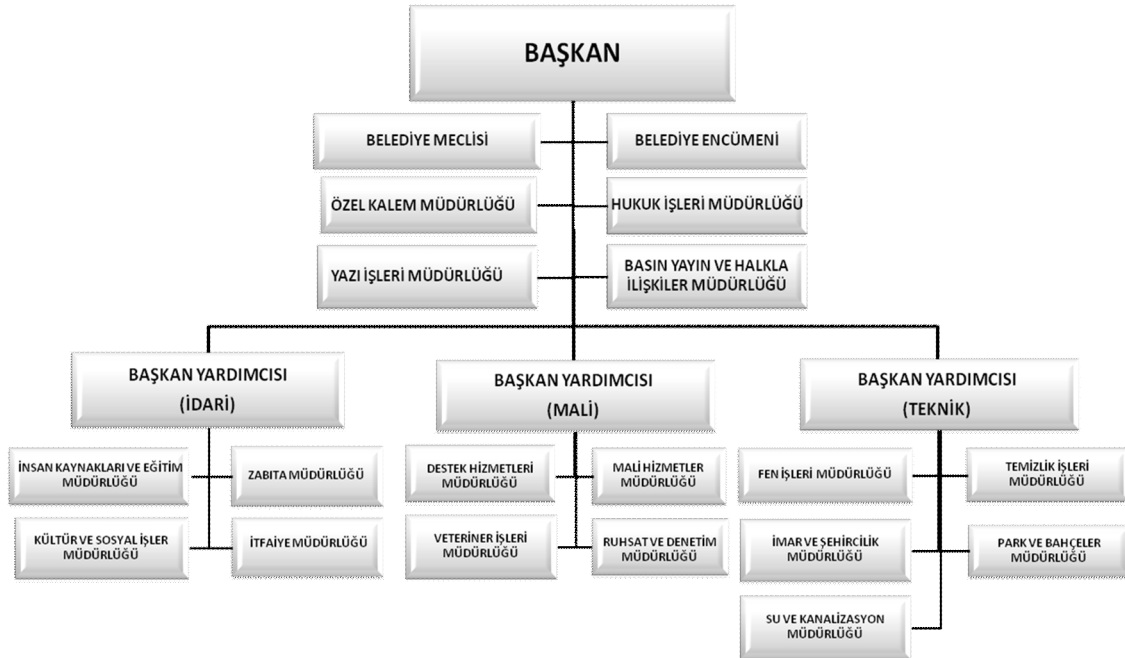 BAŞKAN
BELEDİYE MECLİSİ
BELEDİYE ENCÜMENİ
ÖZEL KALEM MÜDÜRLÜĞÜ
HUKUK İŞLERİ MÜDÜRLÜĞÜ
YAZI İŞLERİ MÜDÜRLÜĞÜ
BASIN YAYIN VE HALKLA
İLİŞKİLER MÜDÜRLÜĞÜ
BAŞKAN YARDIMCISI
(İDARİ)
BAŞKAN YARDIMCISI
(MALİ)
BAŞKAN YARDIMCISI
(TEKNİK)
İNSAN KAYNAKLARI VE EĞİTİM
MÜDÜRLÜĞÜ
ZABITA MÜDÜRLÜĞÜ
KÜLTÜR VE SOSYAL İŞLER
MÜDÜRLÜĞÜ
İTFAİYE MÜDÜRLÜĞÜ
DESTEK HİZMETLERİ
MÜDÜRLÜĞÜ
MALİ HİZMETLER
MÜDÜRLÜĞÜ
VETERİNER İŞLERİ
MÜDÜRLÜĞÜ
RUHSAT VE DENETİM
MÜDÜRLÜĞÜ
FEN İŞLERİ MÜDÜRLÜĞÜ
TEMİZLİK İŞLERİ
MÜDÜRLÜĞÜ
İMAR VE ŞEHİRCİLİK
MÜDÜRLÜĞÜ
PARK VE BAHÇELER
MÜDÜRLÜĞÜ
SU VE KANALİZASYON
MÜDÜRLÜĞÜ